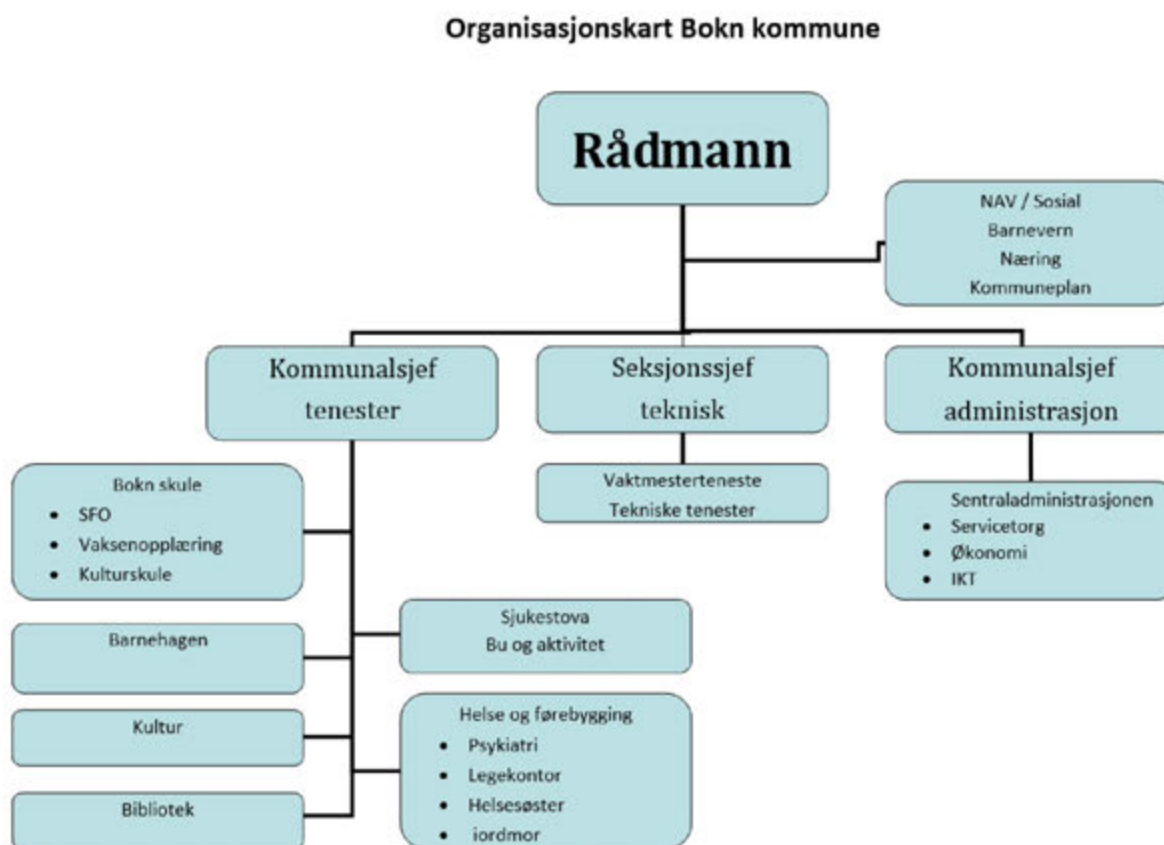 Organisasjonskart Bokn kommune
Rådmann
NAV / Sosial
Barnevern
Næring
Kommuneplan
Kommunalsjef
tenester
Seksjonssjef
teknisk
Kommunalsjef
administrasjon
Bokn skule
• SFO
• Vaksenopplæring
• Kulturskule
Vaktmesterteneste
Tekniske tenester
Sentraladministrasjonen
• Servicetorg
• Økonomi
• IKT
Barnehagen
Sjukestova
Bu og aktivitet
Kultur
Helse og førebygging
• Psykiatri
• Legekontor
• Helsesøster
• iordmor
Bibliotek